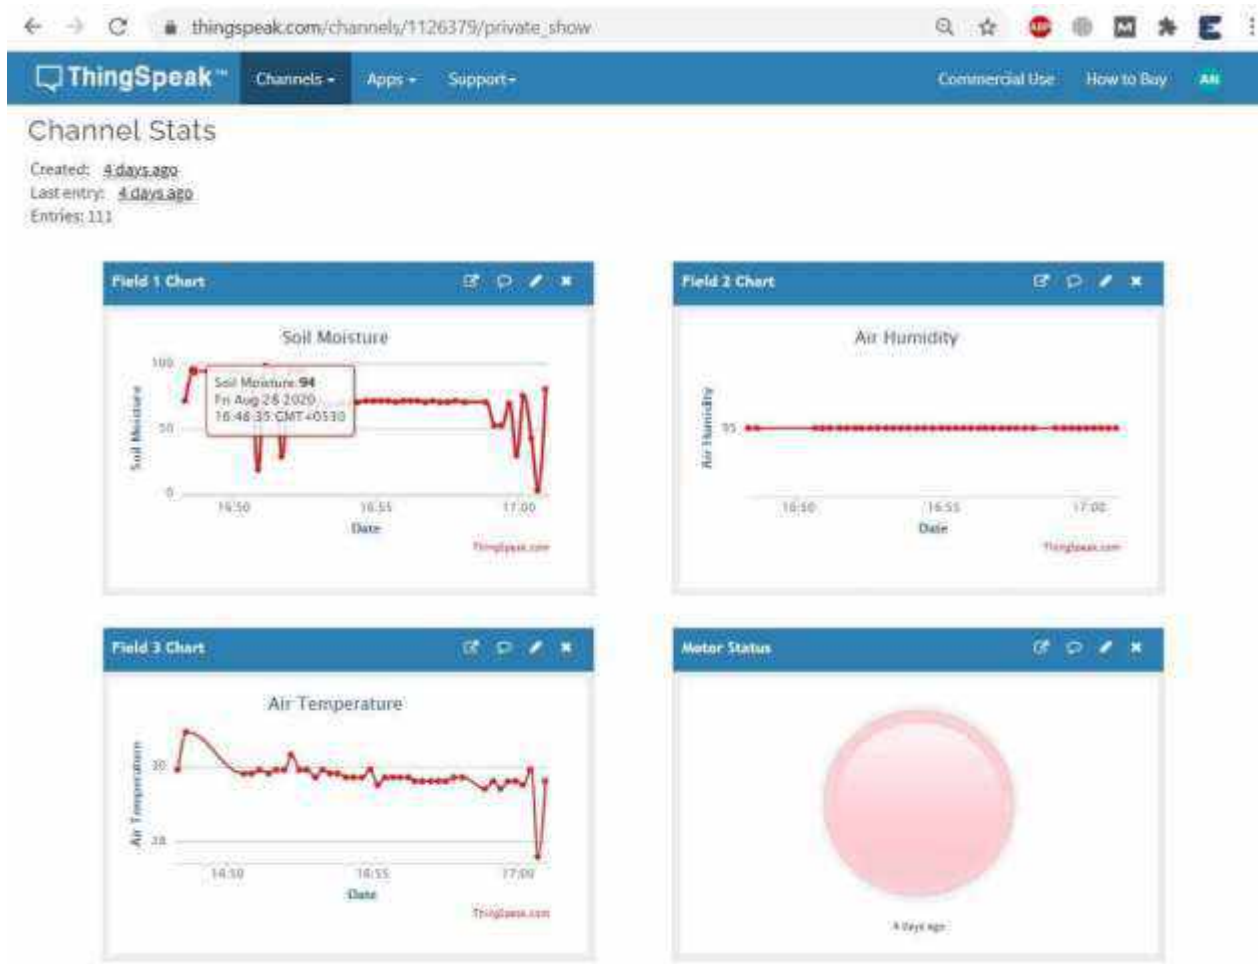 thingspeak.com/channels/1126379/private_show
ABP
M
ThingSpeak™
Channels
Apps
Support
Commercial Use
How to Buy
AN
Channel Stats
Created: 4 days ago
Last entry: 4 days ago
Entries: 111
Field 1 Chart
Soil Moisture
Soil Moisture
100
50
0
Soil Moisture: 94
Fri Aug 28 2020
16:46:35 GMT+0530
16:50
16:55
17:00
Date
ThingSpeak.com
Field 2 Chart
Air Humidity
Air Humidity
95
16:50
16:55
17:00
Date
ThingSpeak.com
Field 3 Chart
Air Temperature
Air Temperature
30
28
16:50
16:55
17:00
Date
ThingSpeak.com
Motor Status
4 days ago